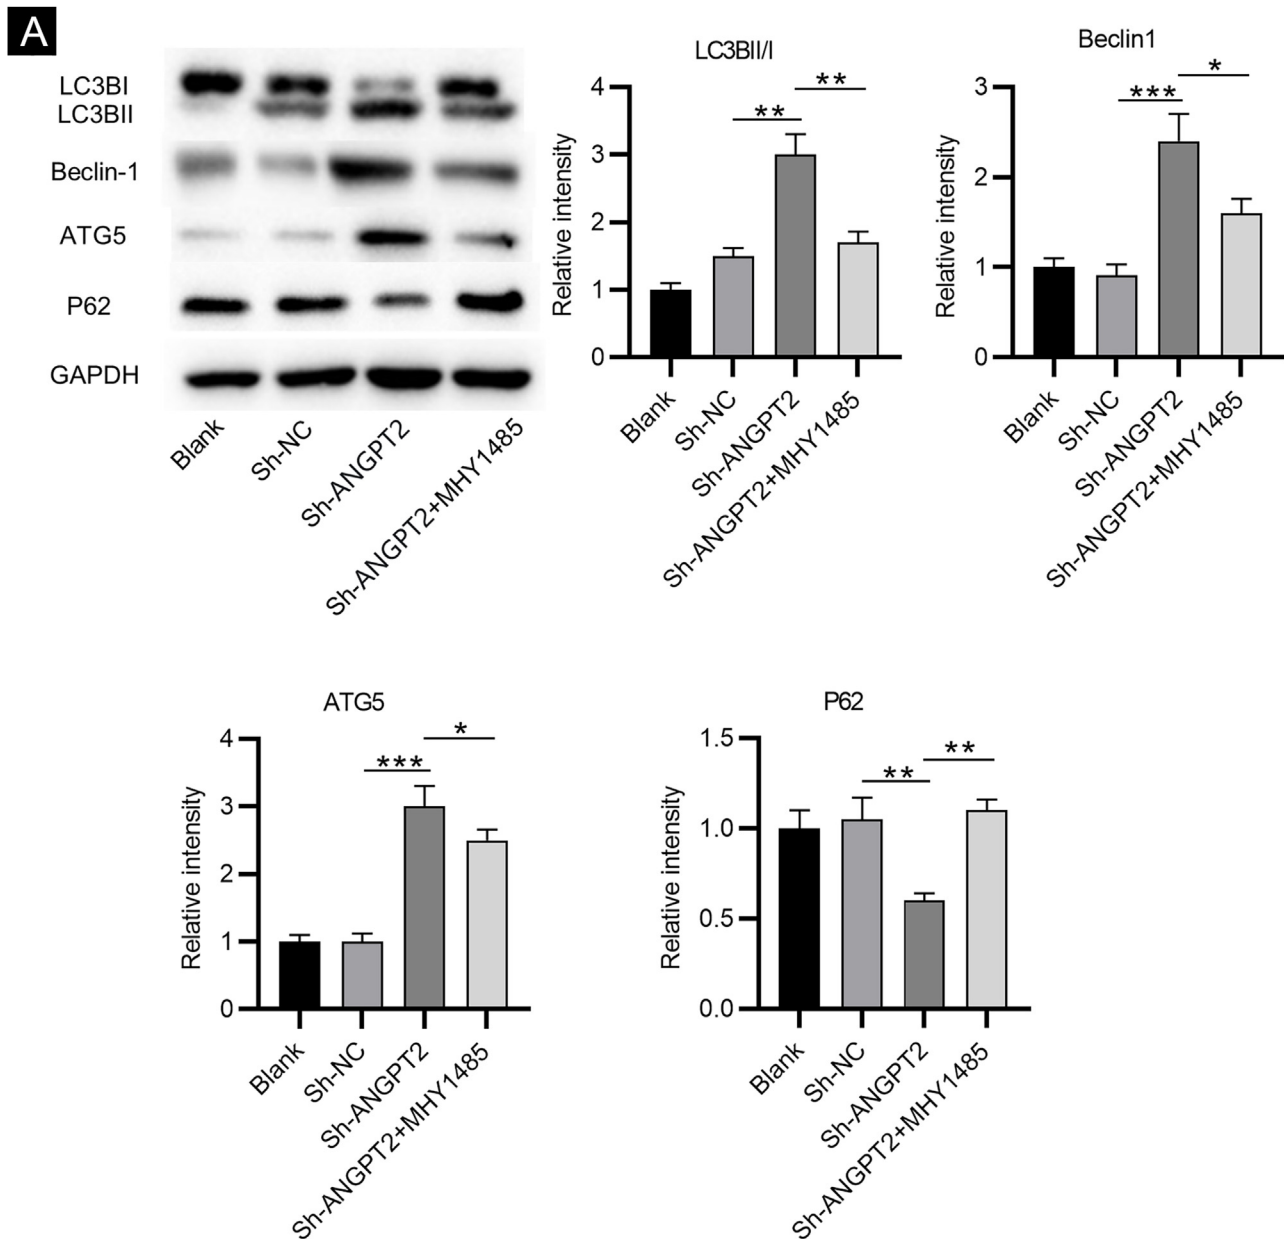 A
LC3BI
LC3BII
Beclin-1
ATG5
P62
GAPDH
Blank
Sh-NC
Sh-ANGPT2
Sh-ANGPT2+MHY1485
LC3BII/I
Relative intensity
4
3
2
1
0
**
**
Blank
Sh-NC
Sh-ANGPT2
Sh-ANGPT2+MHY1485
Beclin1
Relative intensity
3
2
1
0
***
*
Blank
Sh-NC
Sh-ANGPT2
Sh-ANGPT2+MHY1485
ATG5
Relative intensity
4
3
2
1
0
***
*
Blank
Sh-NC
Sh-ANGPT2
Sh-ANGPT2+MHY1485
P62
Relative intensity
1.5
1.0
0.5
0.0
**
**
Blank
Sh-NC
Sh-ANGPT2
Sh-ANGPT2+MHY1485